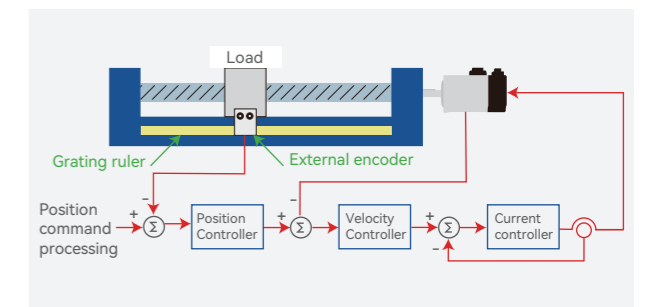 Load
Grating ruler
External encoder
Position
command
processing
+
−
Σ
Position
Controller
+
−
Σ
Velocity
Controller
+
−
Σ
Current
controller